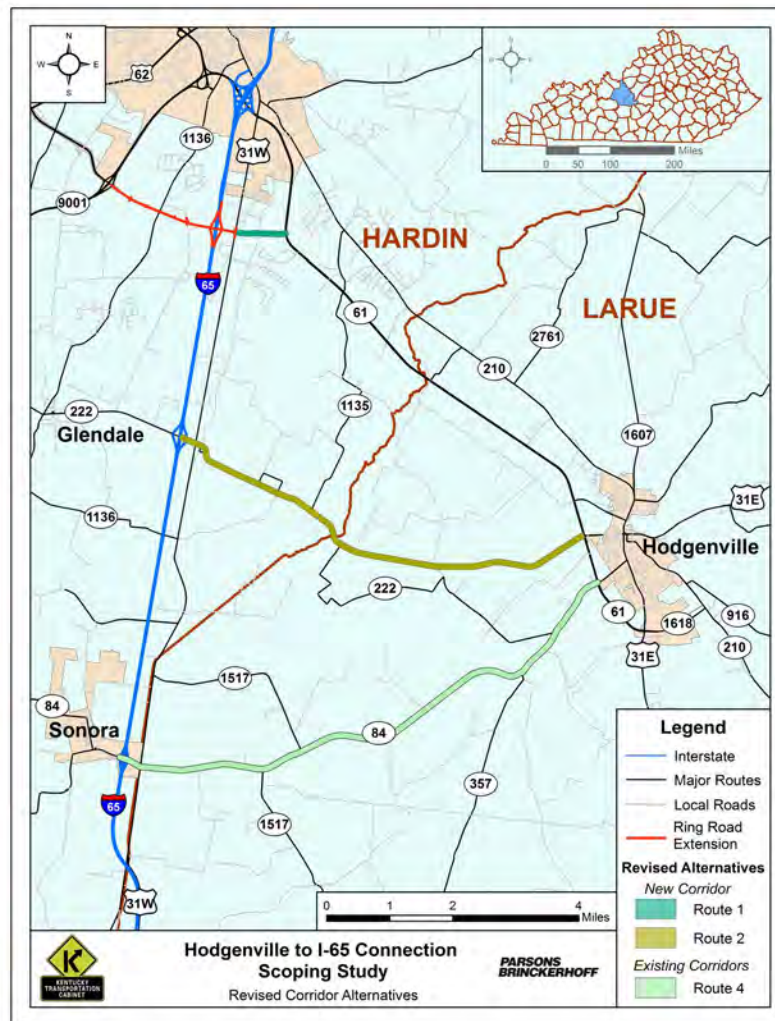 N
W E
S
62
1136
31W
9001
65
HARDIN
LARUE
61
2761
210
1135
1607
222
Glendale
1136
31E
Hodgenville
222
61
1618
916
210
31E
84
Sonora
1517
84
357
1517
65
31W
N
W E
S
Miles
0 50 100 200
0 1 2 4
Miles
Legend
Interstate
Major Routes
Local Roads
Ring Road
Extension
Revised Alternatives
New Corridor
Route 1
Route 2
Existing Corridors
Route 4
KENTUCKY
TRANSPORTATION
CABINET
Hodgenville to I-65 Connection
Scoping Study
Revised Corridor Alternatives
PARSONS
BRINCKERHOFF